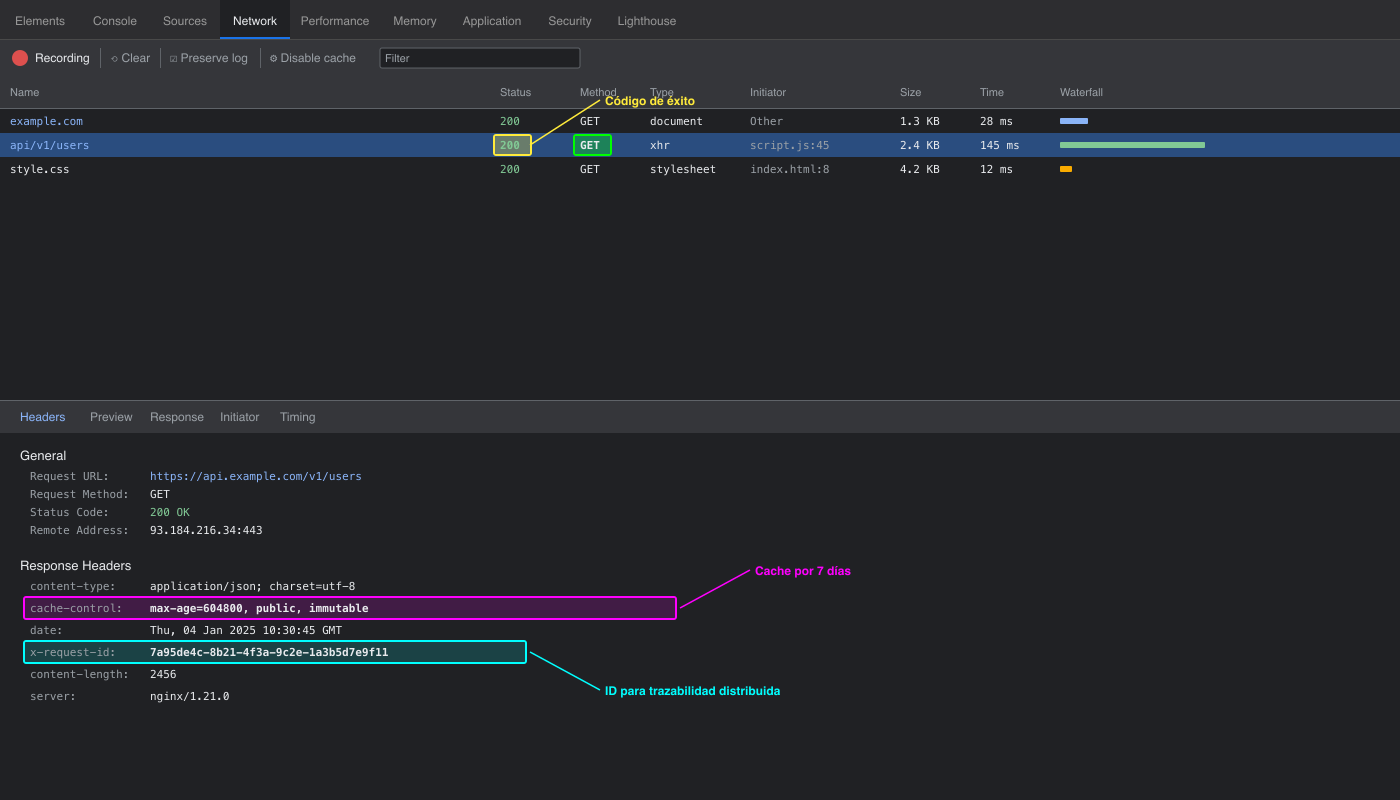 Elements Console Sources Network Performance Memory Application Security Lighthouse
Recording Clear Preserve log Disable cache Filter
Name Status Method Type Initiator Size Time Waterfall
Código de éxito
example.com 200 GET document Other 1.3 KB 28 ms
api/v1/users 200 GET xhr script.js:45 2.4 KB 145 ms
style.css 200 GET stylesheet index.html:8 4.2 KB 12 ms
Headers Preview Response Initiator Timing
General
Request URL: https://api.example.com/v1/users
Request Method: GET
Status Code: 200 OK
Remote Address: 93.184.216.34:443
Response Headers
Cache por 7 días
content-type: application/json; charset=utf-8
cache-control: max-age=604800, public, immutable
date: Thu, 04 Jan 2025 10:30:45 GMT
x-request-id: 7a95de4c-8b21-4f3a-9c2e-1a3b5d7e9f11
content-length: 2456
ID para trazabilidad distribuida
server: nginx/1.21.0